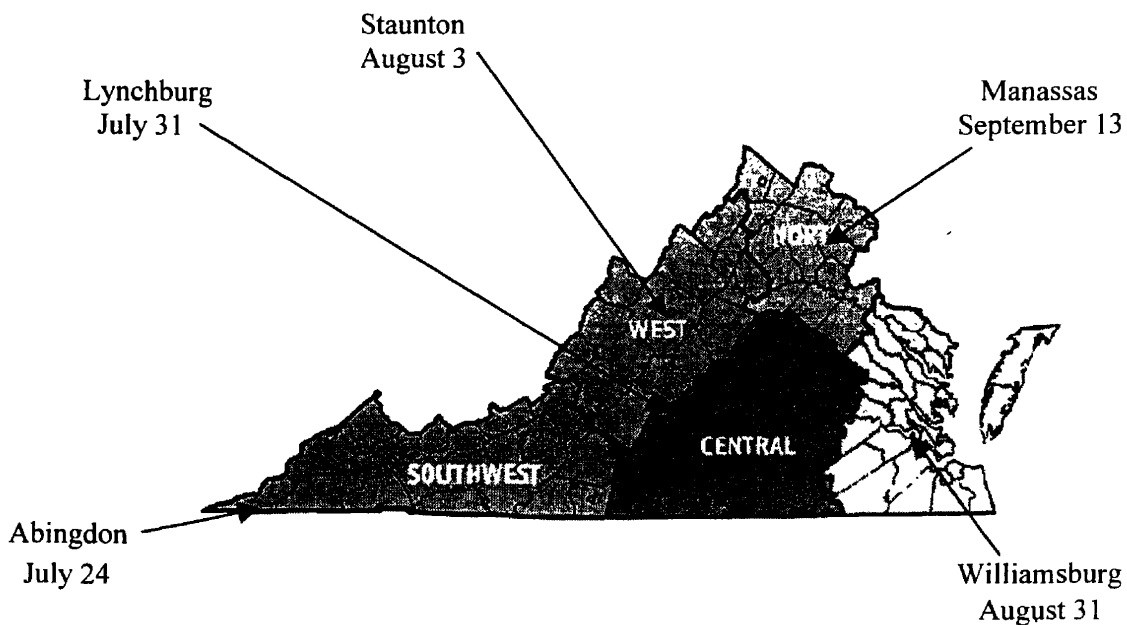 Staunton
August 3
Lynchburg
July 31
Manassas
September 13
WEST
CENTRAL
SOUTHWEST
Abingdon
July 24
Williamsburg
August 31